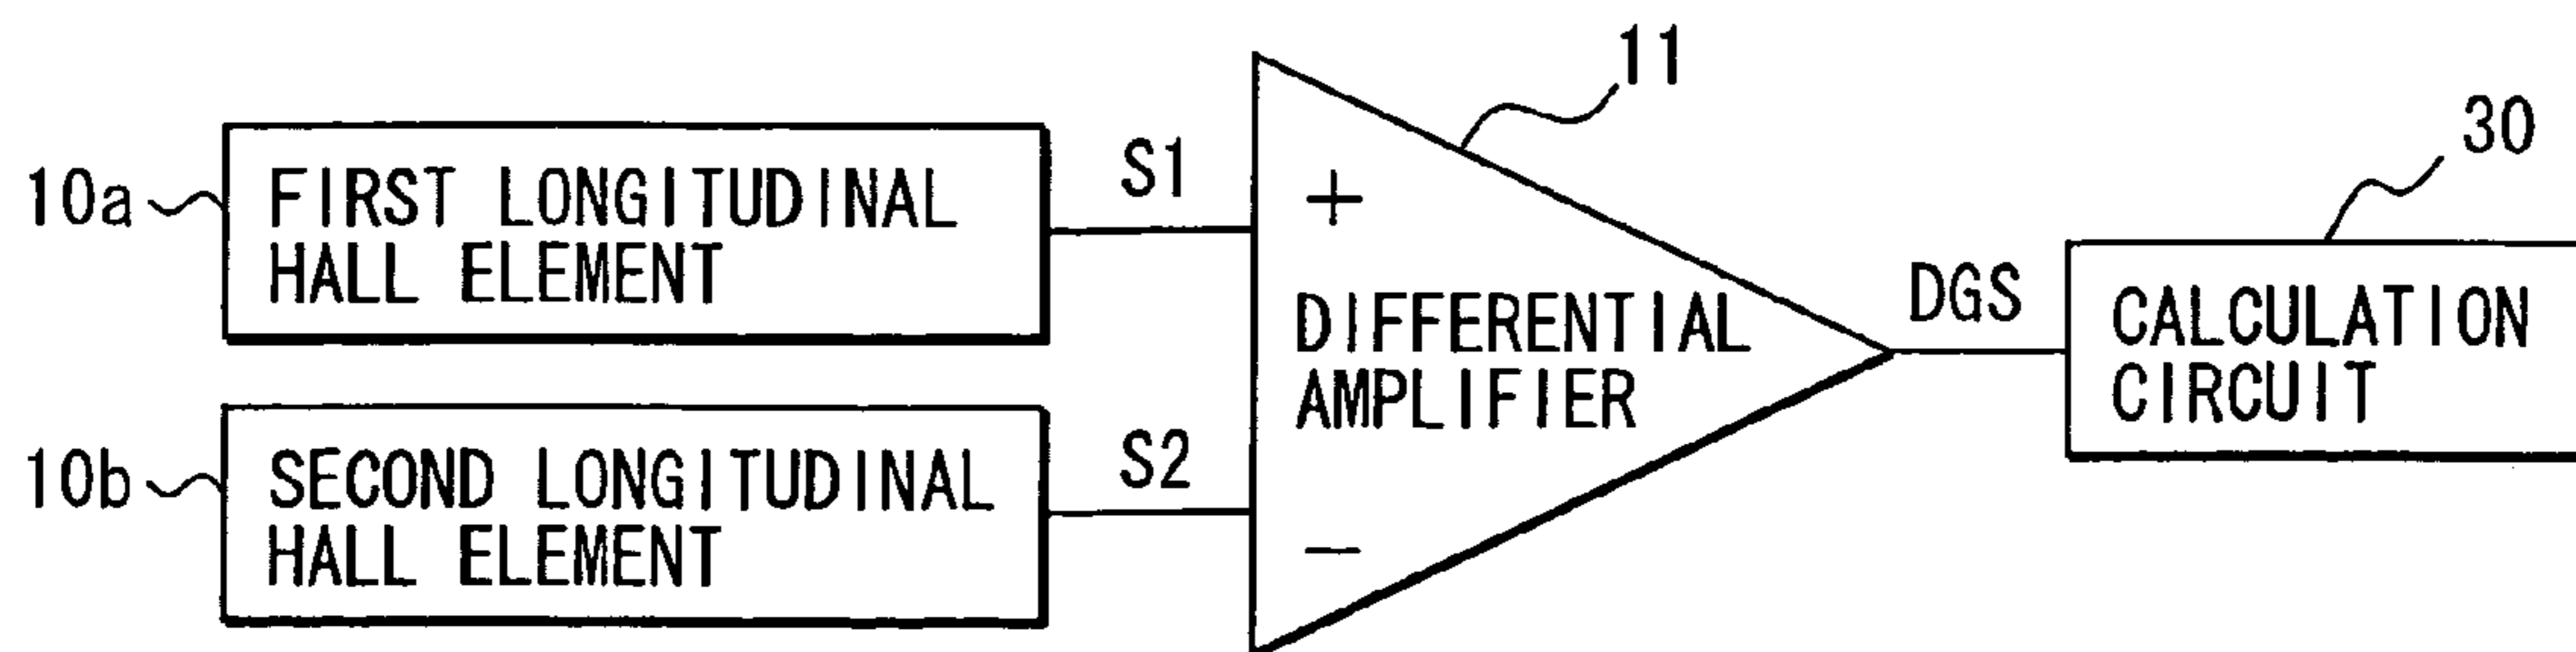 11
30
10a
FIRST LONGITUDINAL
HALL ELEMENT
S1
+
DIFFERENTIAL
AMPLIFIER
DGS
CALCULATION
CIRCUIT
10b
SECOND LONGITUDINAL
HALL ELEMENT
S2
−